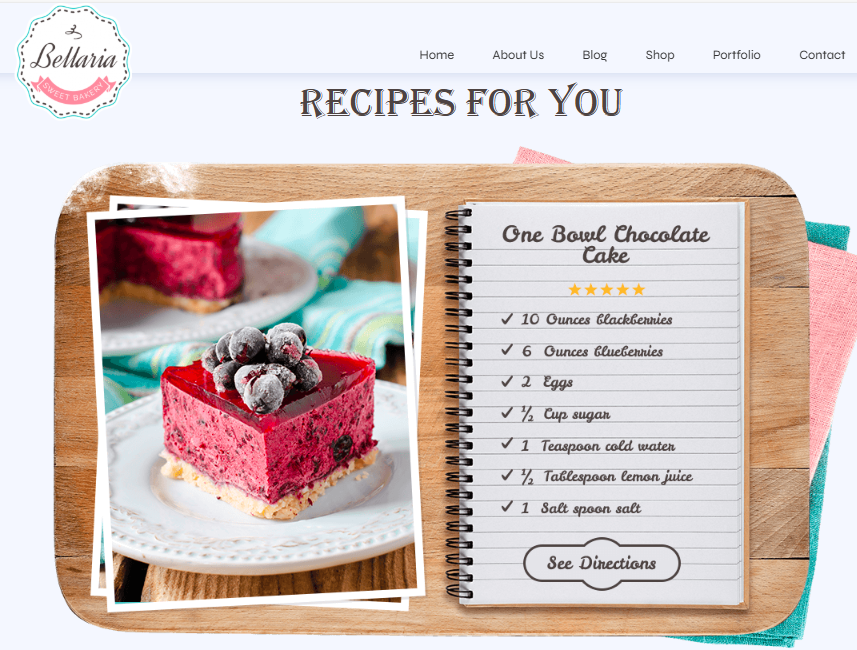 Bellaria
SWEET BAKERY
Home About Us Blog Shop Portfolio Contact
RECIPES FOR YOU
One Bowl Chocolate
Cake
10 Ounces blackberries
6 Ounces blueberries
2 Eggs
½ Cup sugar
1 Teaspoon cold water
½ Tablespoon lemon juice
1 Salt spoon salt
See Directions